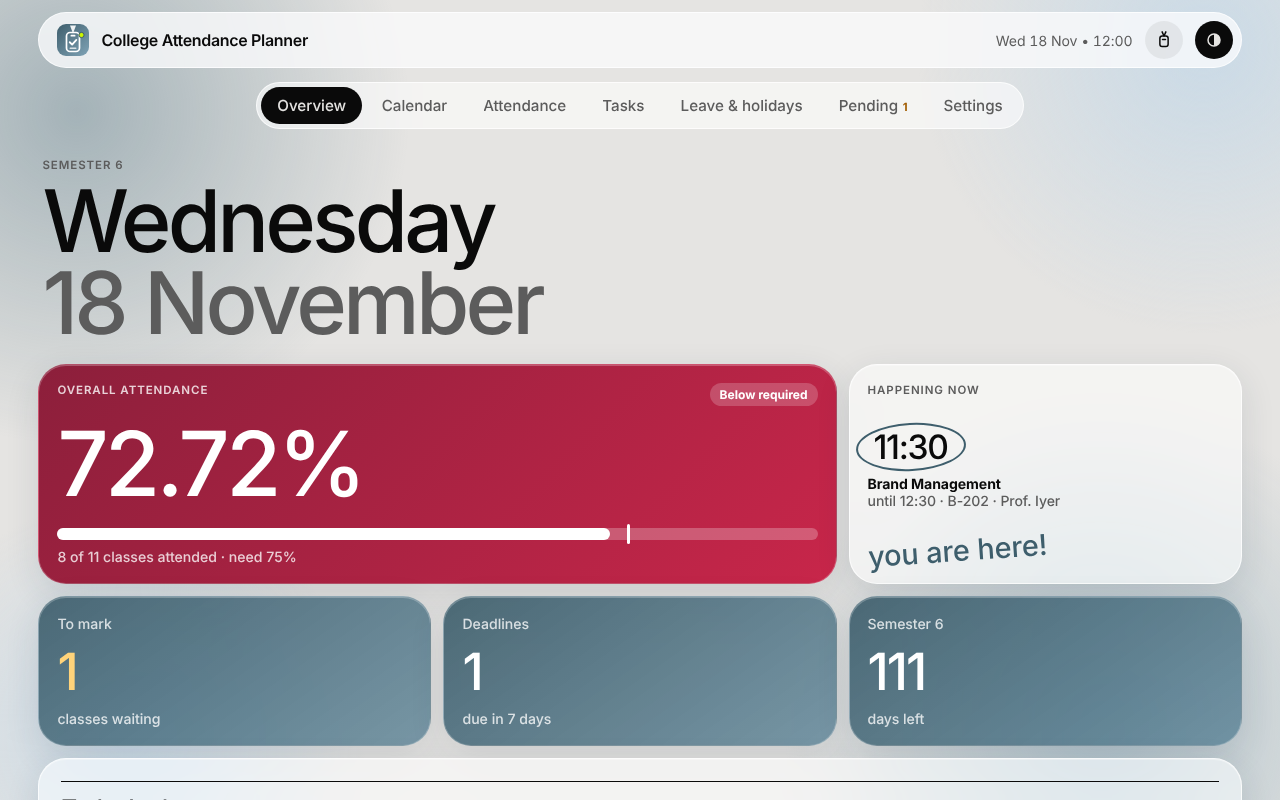 College Attendance Planner
Wed 18 Nov • 12:00
Overview
Calendar
Attendance
Tasks
Leave & holidays
Pending 1
Settings
SEMESTER 6
Wednesday
18 November
OVERALL ATTENDANCE
Below required
72.72%
8 of 11 classes attended · need 75%
HAPPENING NOW
11:30
Brand Management
until 12:30 · B-202 · Prof. Iyer
you are here!
To mark
1
classes waiting
Deadlines
1
due in 7 days
Semester 6
111
days left